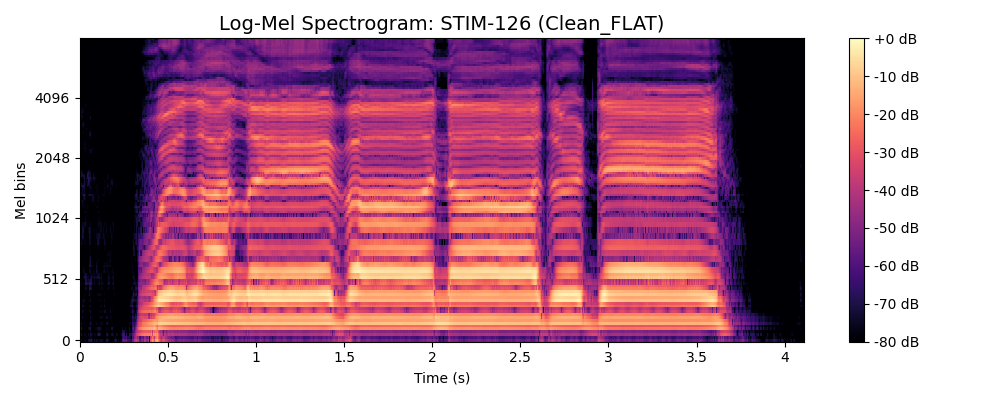 Log-Mel Spectrogram: STIM-126 (Clean_FLAT)
Mel bins
4096
2048
1024
512
0
0 0.5 1 1.5 2 2.5 3 3.5 4
Time (s)
+0 dB
-10 dB
-20 dB
-30 dB
-40 dB
-50 dB
-60 dB
-70 dB
-80 dB